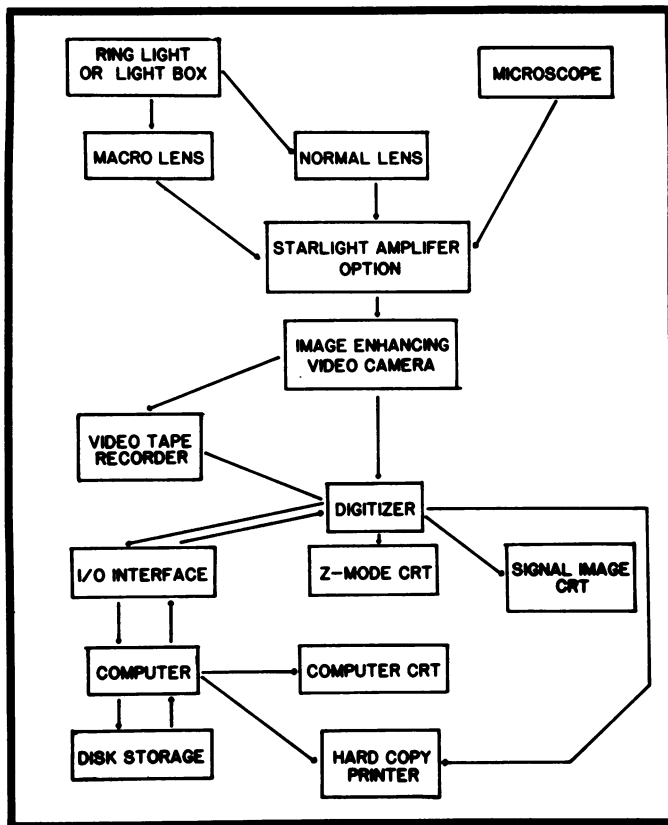 RING LIGHT
OR LIGHT BOX
MICROSCOPE
MACRO LENS
NORMAL LENS
STARLIGHT AMPLIFER
OPTION
IMAGE ENHANCING
VIDEO CAMERA
VIDEO TAPE
RECORDER
DIGITIZER
I/O INTERFACE
Z-MODE CRT
SIGNAL IMAGE
CRT
COMPUTER
COMPUTER CRT
DISK STORAGE
HARD COPY
PRINTER